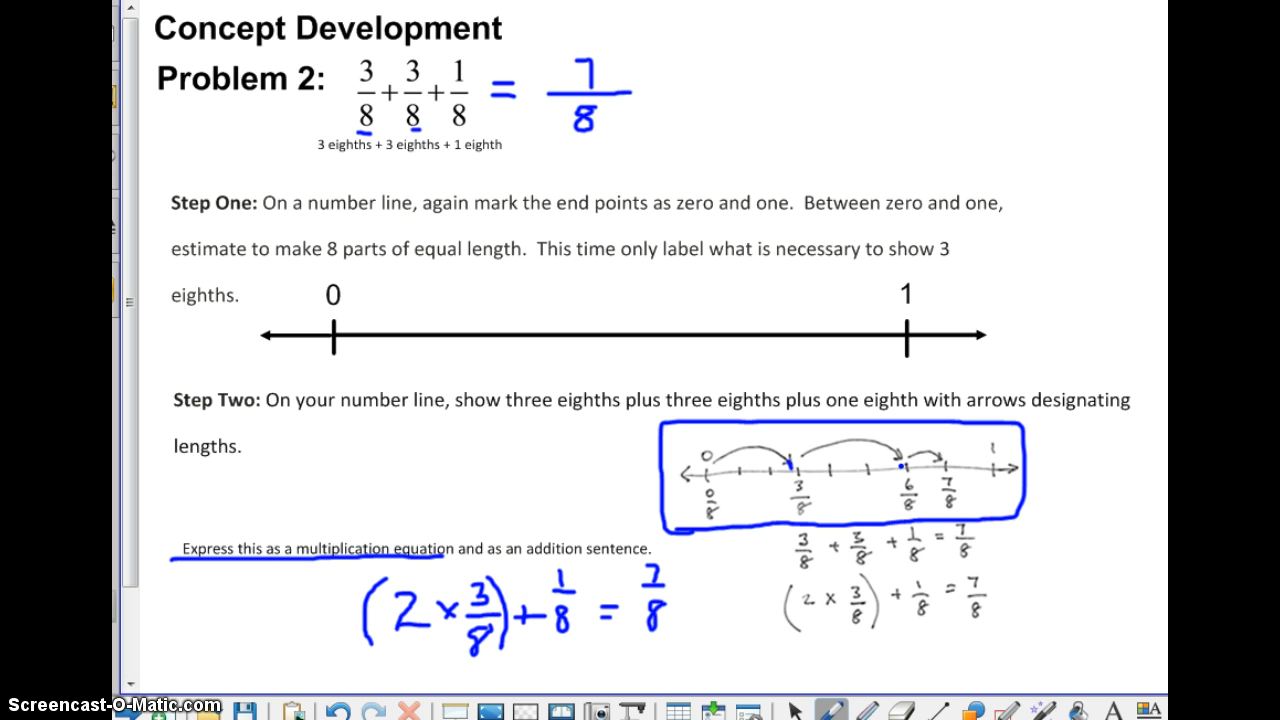 Concept Development
Problem 2: 3/8 + 3/8 + 1/8 = 7/8
3 eighths + 3 eighths + 1 eighth
Step One: On a number line, again mark the end points as zero and one. Between zero and one,
estimate to make 8 parts of equal length. This time only label what is necessary to show 3
eighths.
0 1
Step Two: On your number line, show three eighths plus three eighths plus one eighth with arrows designating
lengths.
0 1
0/8 3/8 6/8 7/8
Express this as a multiplication equation and as an addition sentence.
3/8 + 3/8 + 1/8 = 7/8
(2 × 3/8) + 1/8 = 7/8
(2 × 3/8) + 1/8 = 7/8
Screencast-O-Matic.com